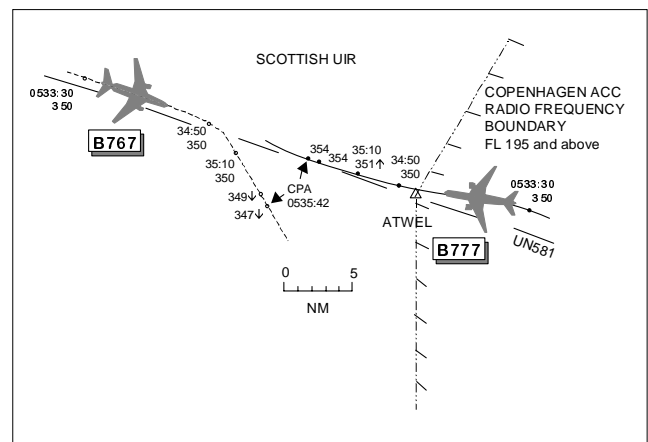 SCOTTISH UIR
COPENHAGEN ACC
RADIO FREQUENCY
BOUNDARY
FL 195 and above
0533:30
350
B767
34:50
350
35:10
350
349↓
347↓
CPA
0535:42
354
354
35:10
351↑
34:50
350
ATWEL
0533:30
350
B777
UN581
0 5
NM